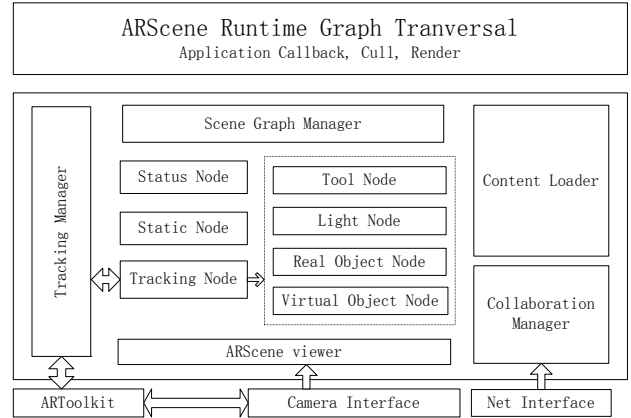 ARScene Runtime Graph Tranversal
Application Callback, Cull, Render
Tracking Manager
Scene Graph Manager
Status Node
Static Node
Tracking Node
Tool Node
Light Node
Real Object Node
Virtual Object Node
ARScene viewer
Content Loader
Collaboration
Manager
ARToolkit
Camera Interface
Net Interface